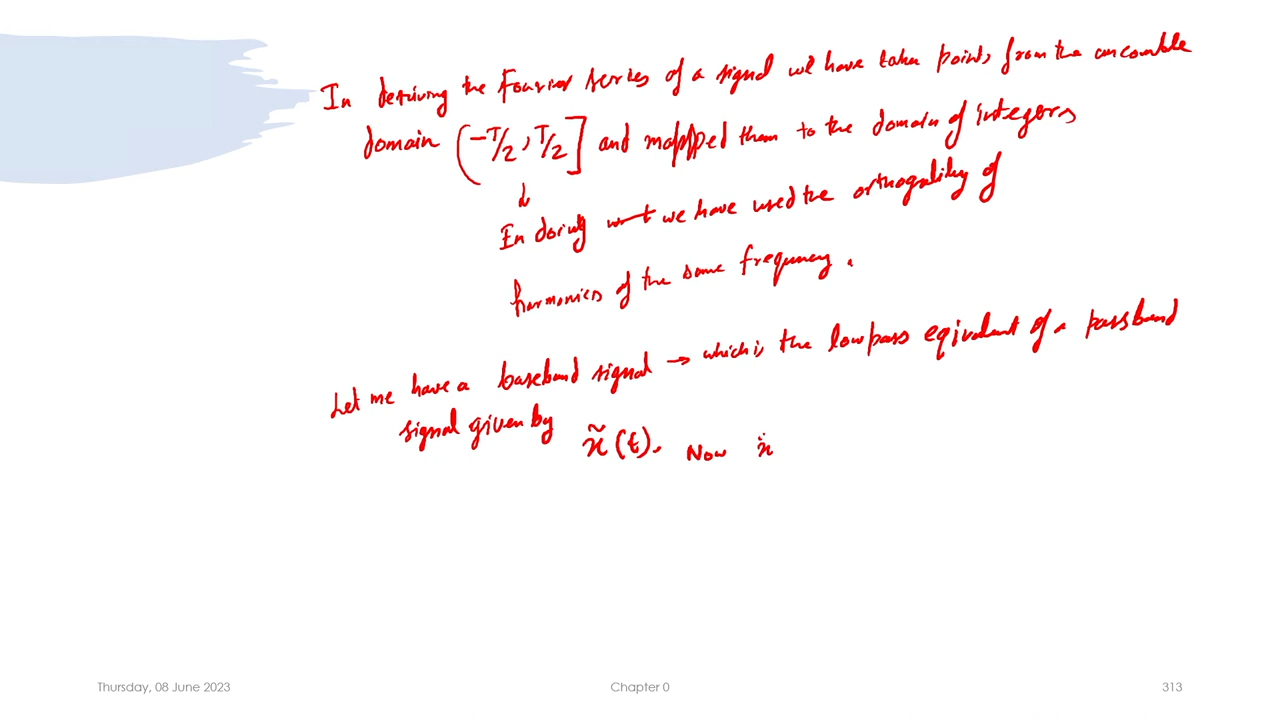 In deriving the Fourier series of a signal we have taken points from the uncountable
domain (-T/2, T/2] and mapped them to the domain of integers
↓
In doing we have used the orthogality of
harmonics of the same frequency.
Let me have a baseband signal → which is the lowpass eqivalent of a passband
signal given by x̃(t). Now x
Thursday, 08 June 2023
Chapter 0
313